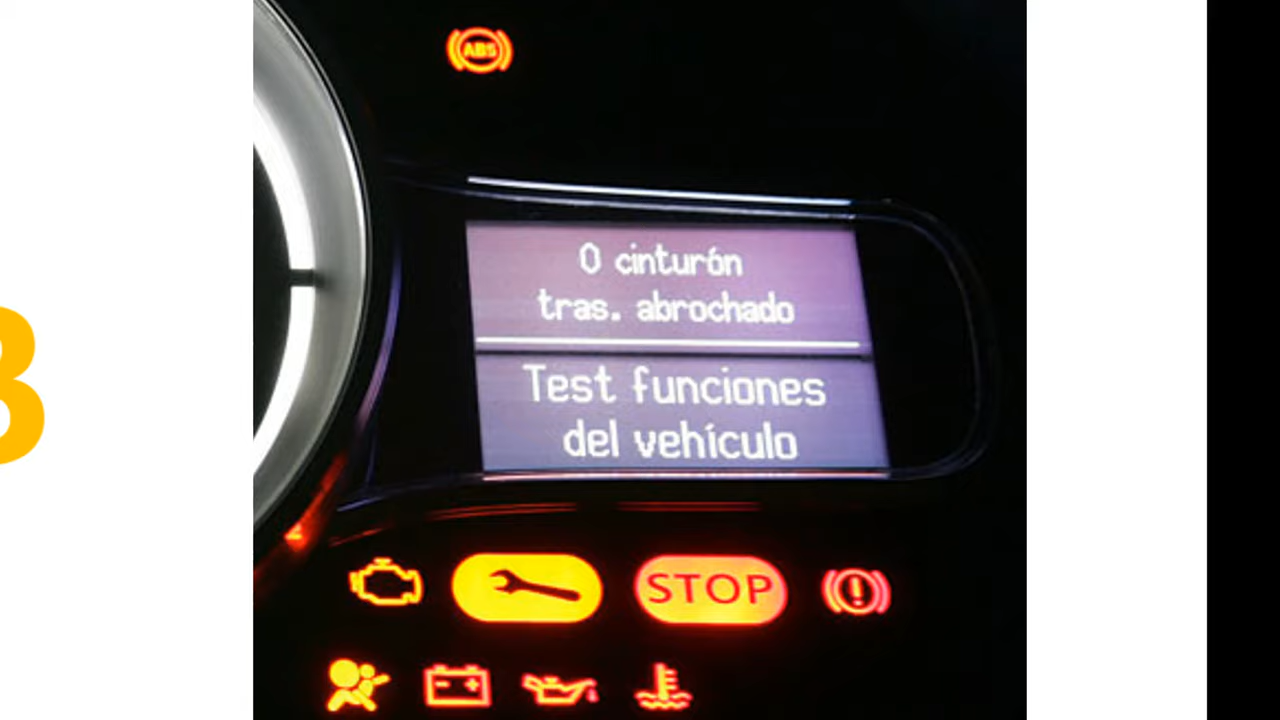 ABS
0 cinturón
tras. abrochado
Test funciones
del vehículo
STOP